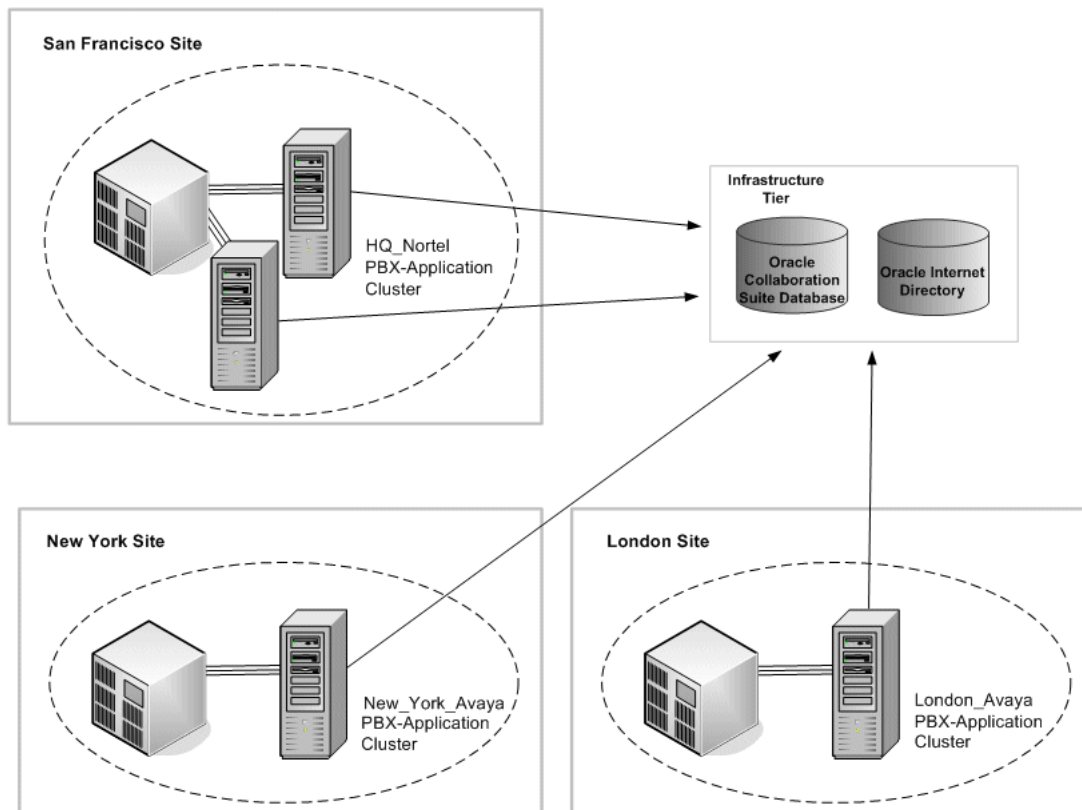 San Francisco Site
HQ_Nortel
PBX-Application
Cluster
Infrastructure
Tier
Oracle
Collaboration
Suite Database
Oracle Internet
Directory
New York Site
New_York_Avaya
PBX-Application
Cluster
London Site
London_Avaya
PBX-Application
Cluster